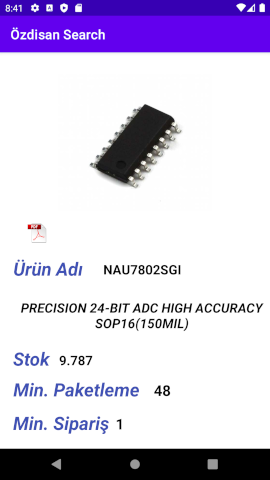 8:41
Özdisan Search
PDF
Ürün Adı NAU7802SGI
PRECISION 24-BIT ADC HIGH ACCURACY
SOP16(150MIL)
Stok 9.787
Min. Paketleme 48
Min. Sipariş 1